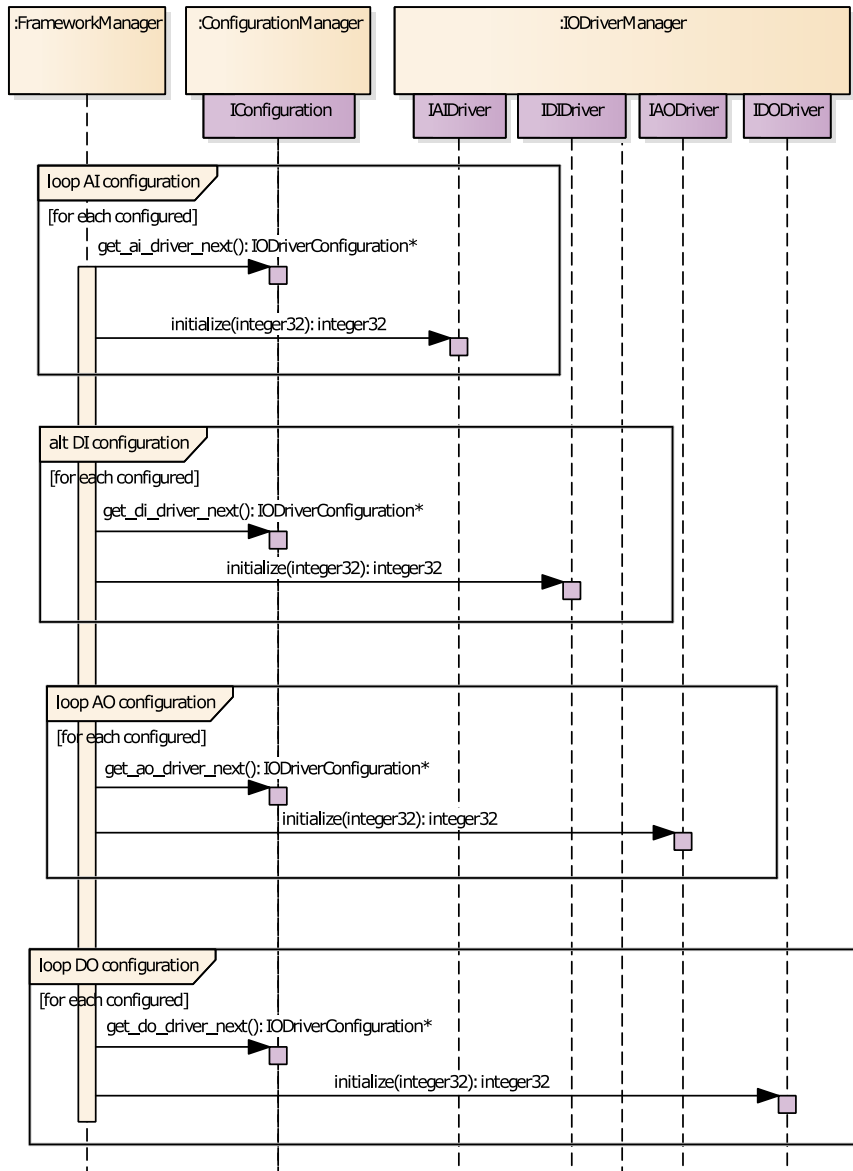 :FrameworkManager
:ConfigurationManager
:IODriverManager
IConfiguration
IAIDriver
IDIDriver
IAODriver
IDODriver
loop AI configuration
[for each configured]
get_ai_driver_next(): IODriverConfiguration*
initialize(integer32): integer32
alt DI configuration
[for each configured]
get_di_driver_next(): IODriverConfiguration*
initialize(integer32): integer32
loop AO configuration
[for each configured]
get_ao_driver_next(): IODriverConfiguration*
initialize(integer32): integer32
loop DO configuration
[for each configured]
get_do_driver_next(): IODriverConfiguration*
initialize(integer32): integer32